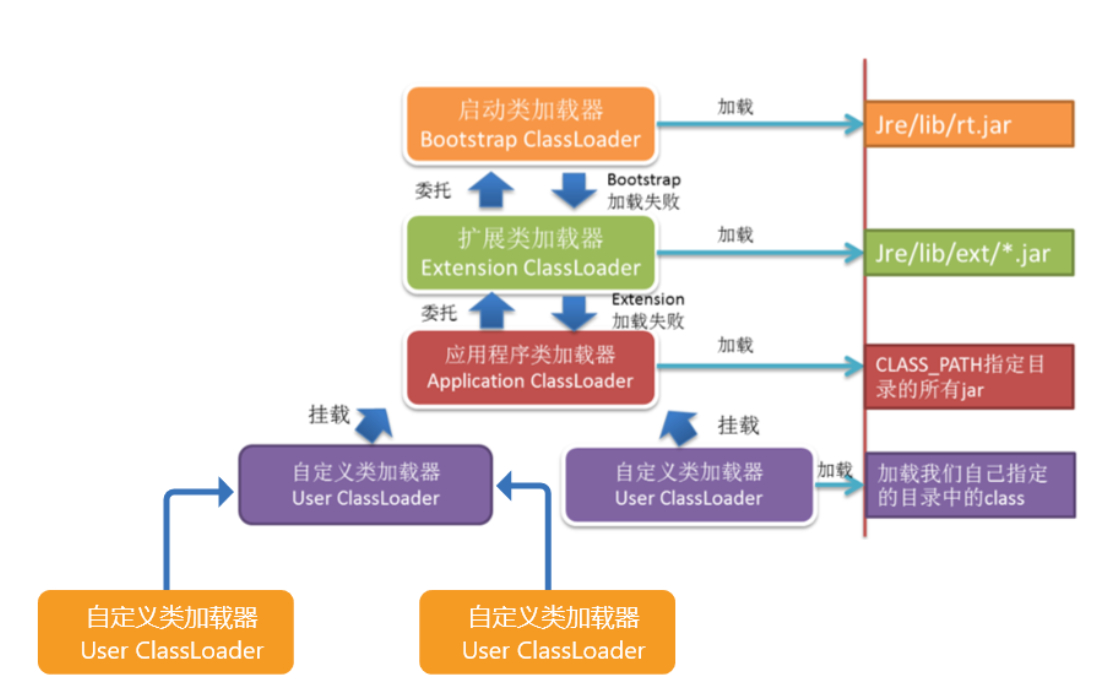 启动类加载器
Bootstrap ClassLoader
加载
Jre/lib/rt.jar
委托
Bootstrap
加载失败
扩展类加载器
Extension ClassLoader
加载
Jre/lib/ext/*.jar
委托
Extension
加载失败
应用程序类加载器
Application ClassLoader
加载
CLASS_PATH指定目
录的所有jar
挂载
挂载
自定义类加载器
User ClassLoader
自定义类加载器
User ClassLoader
加载
加载我们自己指定
的目录中的class
自定义类加载器
User ClassLoader
自定义类加载器
User ClassLoader